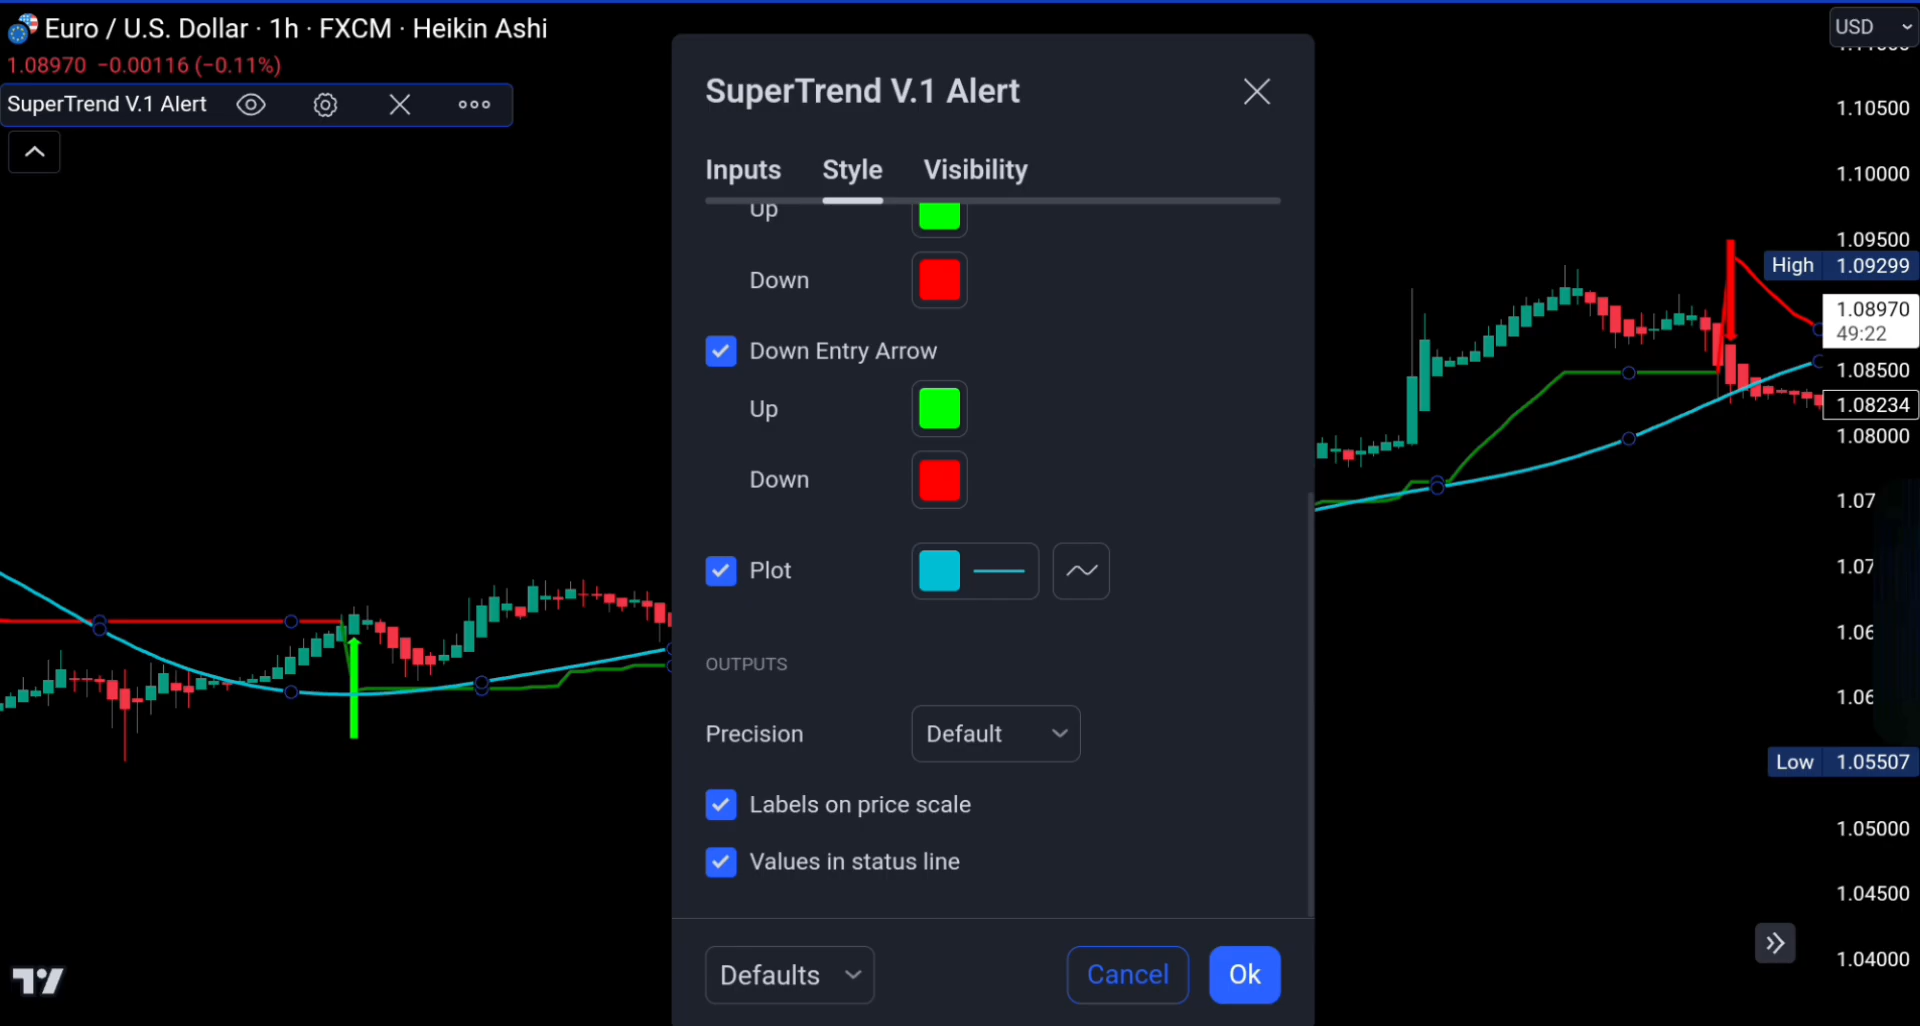 Euro / U.S. Dollar · 1h · FXCM · Heikin Ashi
1.08970 −0.00116 (−0.11%)
SuperTrend V.1 Alert
SuperTrend V.1 Alert
Inputs Style Visibility
Up
Down
Down Entry Arrow
Up
Down
Plot
OUTPUTS
Precision Default
Labels on price scale
Values in status line
Defaults Cancel Ok
USD
1.10500
1.10000
1.09500
High 1.09299
1.08970
49:22
1.08500
1.08234
1.08000
1.07
1.07
1.06
1.06
Low 1.05507
1.05000
1.04500
1.04000